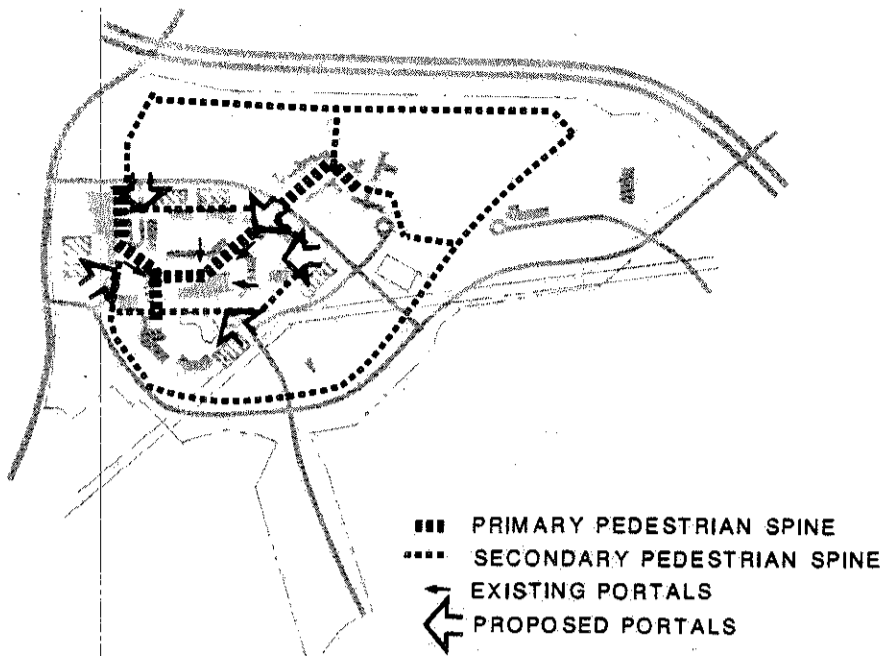 PRIMARY PEDESTRIAN SPINE
SECONDARY PEDESTRIAN SPINE
EXISTING PORTALS
PROPOSED PORTALS